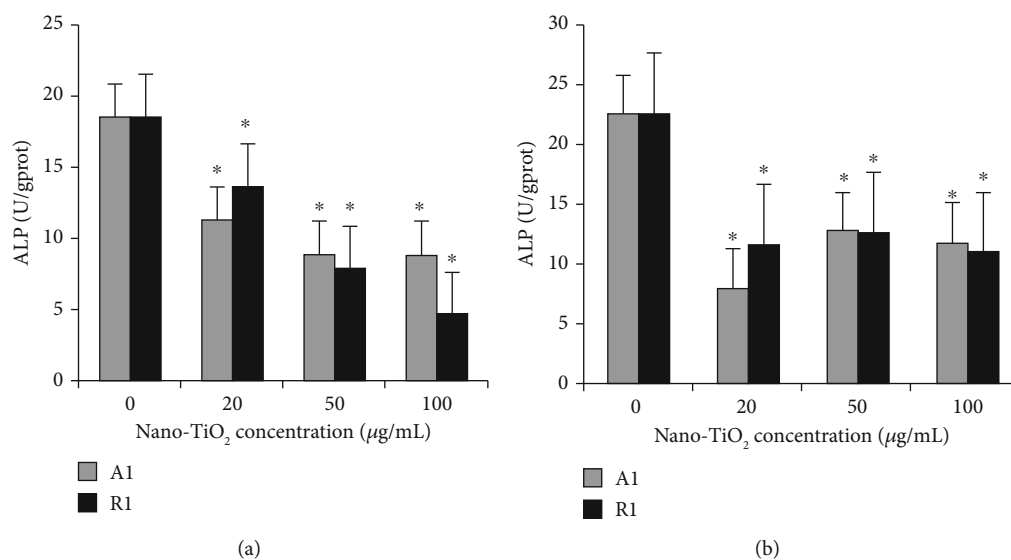 25
20
15
10
5
0
ALP (U/gprot)
* * * * * *
0 20 50 100
Nano-TiO₂ concentration (μg/mL)
A1
R1
(a)
30
25
20
15
10
5
0
ALP (U/gprot)
* * * * * *
0 20 50 100
Nano-TiO₂ concentration (μg/mL)
A1
R1
(b)